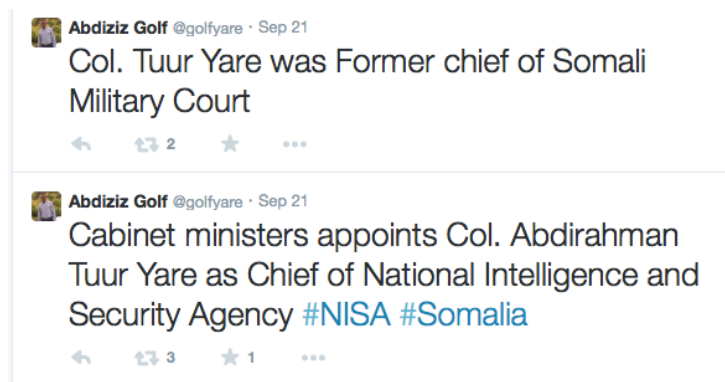 Abdiziz Golf @golfyare · Sep 21
Col. Tuur Yare was Former chief of Somali
Military Court
2
Abdiziz Golf @golfyare · Sep 21
Cabinet ministers appoints Col. Abdirahman
Tuur Yare as Chief of National Intelligence and
Security Agency #NISA #Somalia
3 1